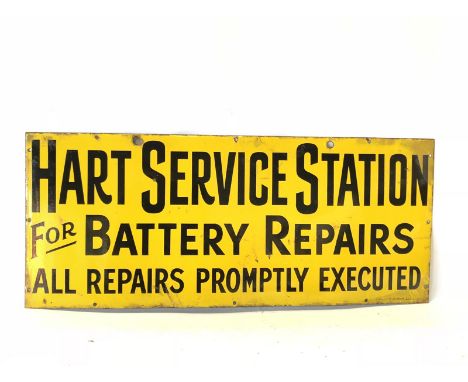 HART SERVICE STATION
FOR BATTERY REPAIRS
ALL REPAIRS PROMPTLY EXECUTED